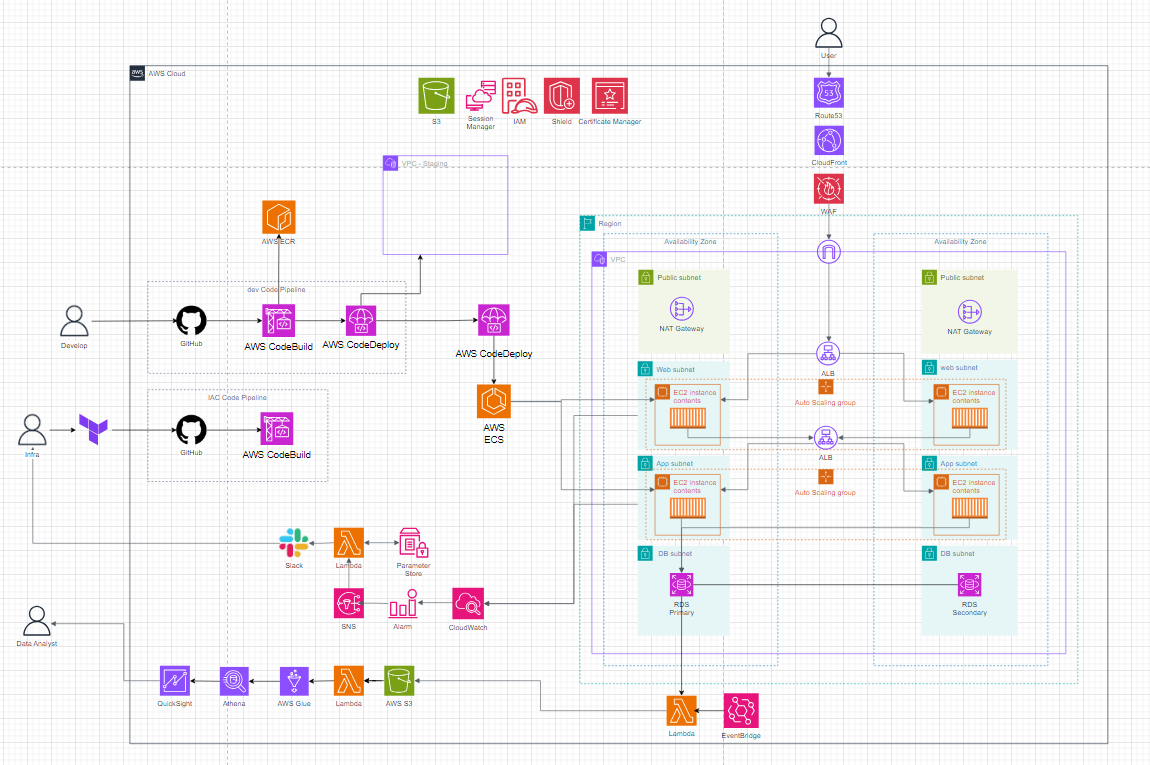 User
aws
AWS Cloud
S3
Session
Manager
IAM
Shield
Certificate Manager
53
Route53
CloudFront
WAF
VPC - Staging
AWS ECR
Region
Availability Zone
Availability Zone
VPC
Public subnet
Public subnet
NAT Gateway
NAT Gateway
dev Code Pipeline
Develop
GitHub
AWS CodeBuild
AWS CodeDeploy
AWS CodeDeploy
ALB
Web subnet
web subnet
EC2 instance
contents
Auto Scaling group
EC2 instance
contents
IAC Code Pipeline
Infra
GitHub
AWS CodeBuild
AWS
ECS
ALB
App subnet
App subnet
EC2 instance
contents
Auto Scaling group
EC2 instance
contents
Slack
Lambda
Parameter
Store
DB subnet
DB subnet
RDS
Primary
RDS
Secondary
SNS
Alarm
CloudWatch
Data Analyst
QuickSight
Athena
AWS Glue
Lambda
AWS S3
Lambda
EventBridge